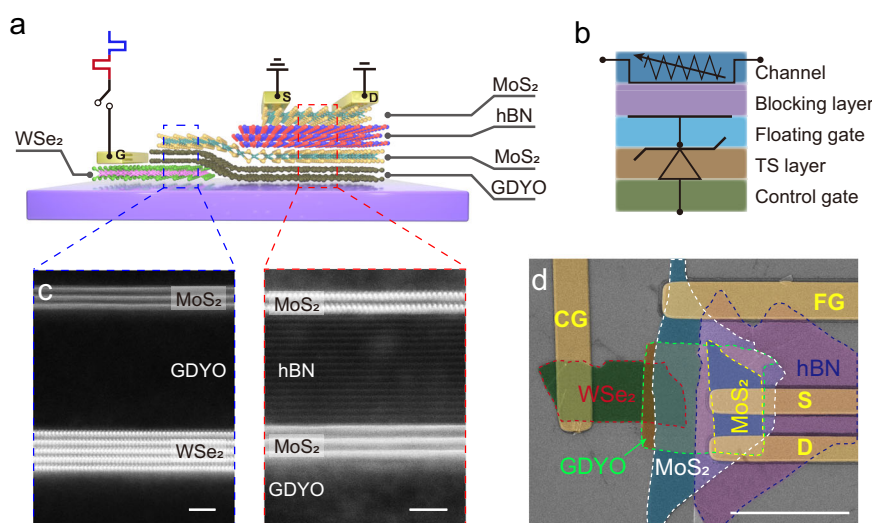 a
b
S
D
G
WSe₂
MoS₂
hBN
MoS₂
GDYO
Channel
Blocking layer
Floating gate
TS layer
Control gate
c
MoS₂
GDYO
WSe₂
MoS₂
hBN
MoS₂
GDYO
d
CG
FG
WSe₂
hBN
MoS₂
S
D
GDYO
MoS₂